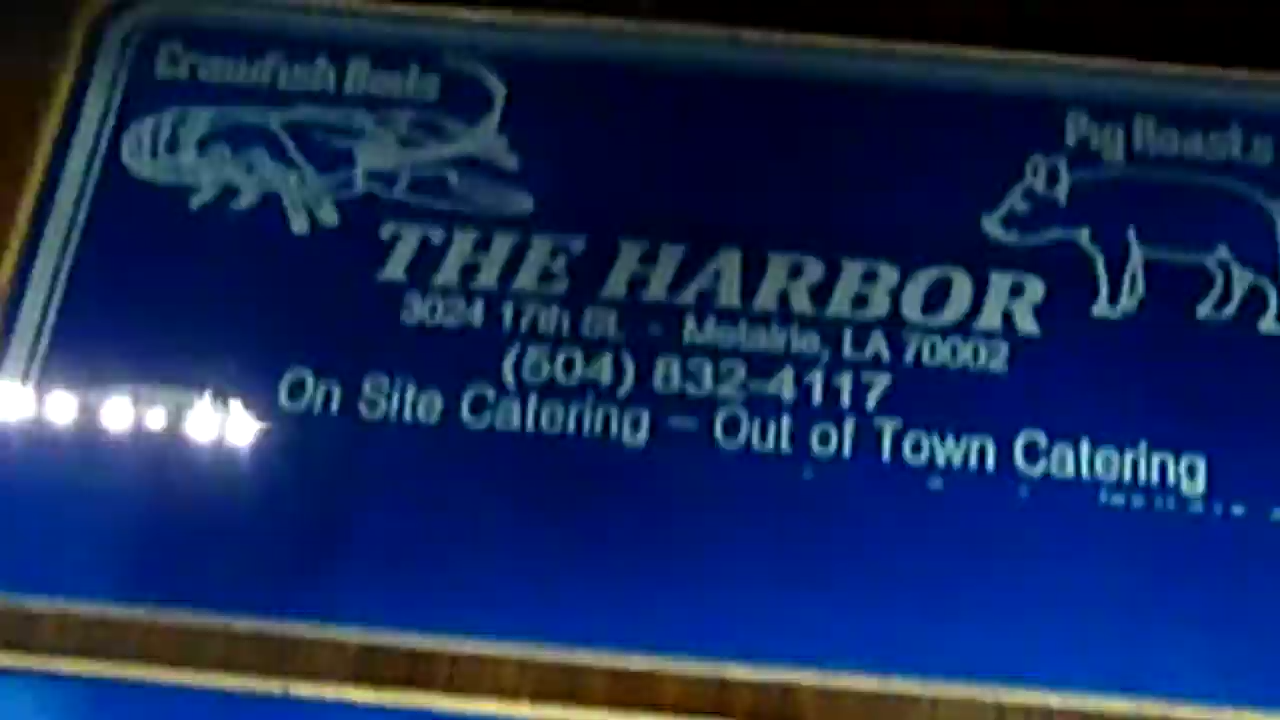 Crawfish Boils
Pig Roasts
THE HARBOR
3024 17th St. - Metairie, LA 70002
(504) 832-4117
On Site Catering - Out of Town Catering